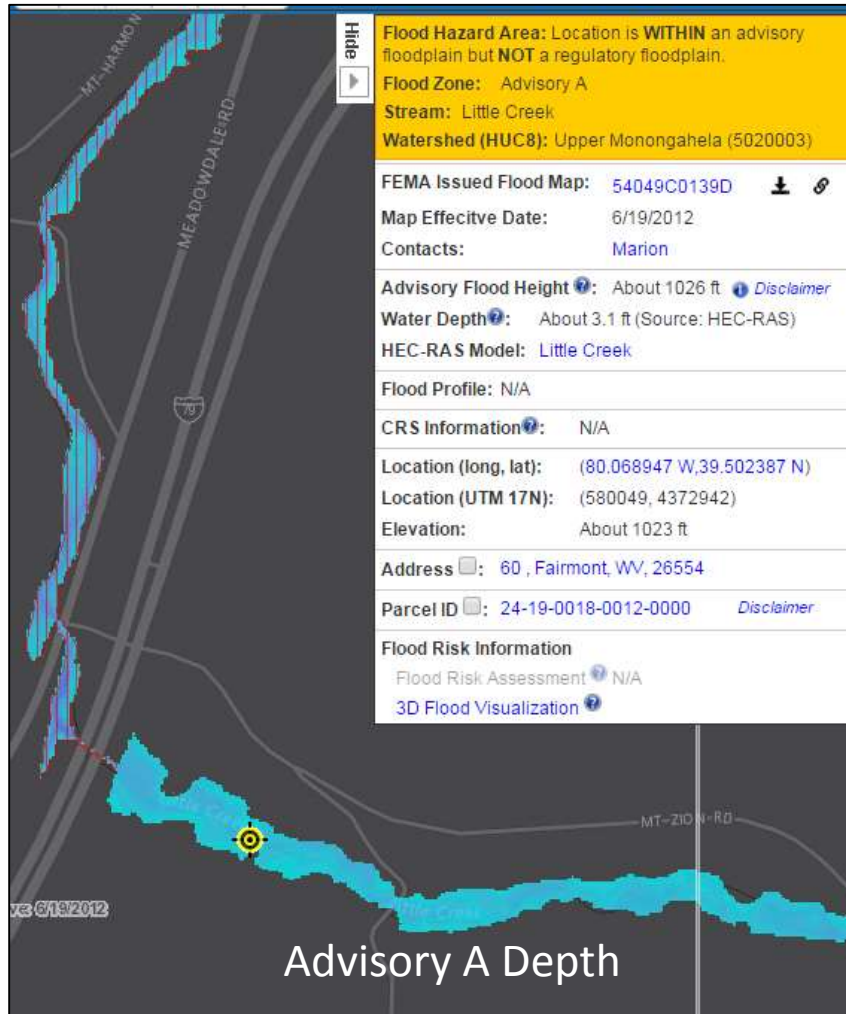 MT-HARMON
MEADOWDALE RD
Hide
Flood Hazard Area: Location is WITHIN an advisory
floodplain but NOT a regulatory floodplain.
Flood Zone: Advisory A
Stream: Little Creek
Watershed (HUC8): Upper Monongahela (5020003)
FEMA Issued Flood Map: 54049C0139D
Map Effecitve Date: 6/19/2012
Contacts: Marion
Advisory Flood Height ?: About 1026 ft i Disclaimer
Water Depth?: About 3.1 ft (Source: HEC-RAS)
HEC-RAS Model: Little Creek
Flood Profile: N/A
CRS Information?: N/A
Location (long, lat): (80.068947 W,39.502387 N)
Location (UTM 17N): (580049, 4372942)
Elevation: About 1023 ft
Address : 60 , Fairmont, WV, 26554
Parcel ID : 24-19-0018-0012-0000 Disclaimer
Flood Risk Information
Flood Risk Assessment ? N/A
3D Flood Visualization ?
79
MT-ZION-RD
ve: 6/19/2012
Little Creek
Advisory A Depth